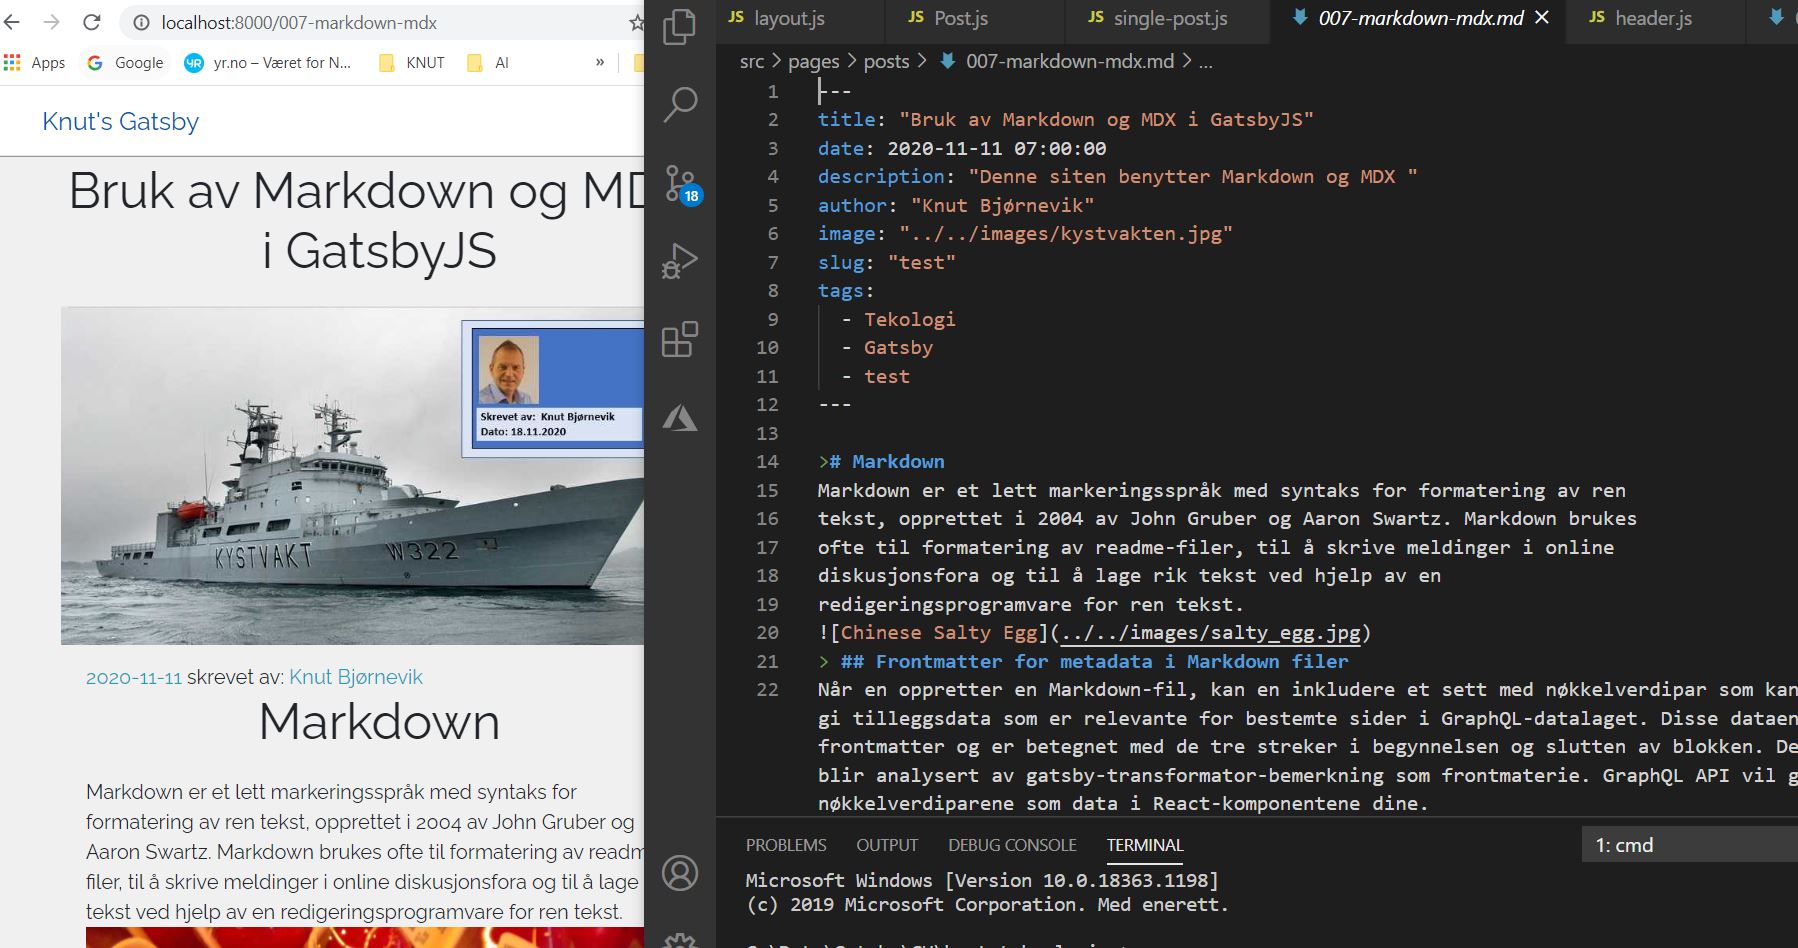 localhost:8000/007-markdown-mdx
Apps
Google
yr.no – Været for N...
KNUT
AI
»
Knut's Gatsby
Bruk av Markdown og MD
i GatsbyJS
Skrevet av: Knut Bjørnevik
Dato: 18.11.2020
KYSTVAKT W322
2020-11-11 skrevet av: Knut Bjørnevik
Markdown
Markdown er et lett markeringsspråk med syntaks for
formatering av ren tekst, opprettet i 2004 av John Gruber og
Aaron Swartz. Markdown brukes ofte til formatering av readm
filer, til å skrive meldinger i online diskusjonsfora og til å lage
tekst ved hjelp av en redigeringsprogramvare for ren tekst.
18
JS layout.js
JS Post.js
JS single-post.js
007-markdown-mdx.md
JS header.js
src > pages > posts > 007-markdown-mdx.md > ...
1 ---
2 title: "Bruk av Markdown og MDX i GatsbyJS"
3 date: 2020-11-11 07:00:00
4 description: "Denne siten benytter Markdown og MDX "
5 author: "Knut Bjørnevik"
6 image: "../../images/kystvakten.jpg"
7 slug: "test"
8 tags:
9 - Tekologi
10 - Gatsby
11 - test
12 ---
13
14 ># Markdown
15 Markdown er et lett markeringsspråk med syntaks for formatering av ren
16 tekst, opprettet i 2004 av John Gruber og Aaron Swartz. Markdown brukes
17 ofte til formatering av readme-filer, til å skrive meldinger i online
18 diskusjonsfora og til å lage rik tekst ved hjelp av en
19 redigeringsprogramvare for ren tekst.
20 ![Chinese Salty Egg](../../images/salty_egg.jpg)
21 > ## Frontmatter for metadata i Markdown filer
22 Når en oppretter en Markdown-fil, kan en inkludere et sett med nøkkelverdipar som kan
gi tilleggsdata som er relevante for bestemte sider i GraphQL-datalaget. Disse dataen
frontmatter og er betegnet med de tre streker i begynnelsen og slutten av blokken. De
blir analysert av gatsby-transformator-bemerkning som frontmaterie. GraphQL API vil g
nøkkelverdiparene som data i React-komponentene dine.
PROBLEMS
OUTPUT
DEBUG CONSOLE
TERMINAL
1: cmd
Microsoft Windows [Version 10.0.18363.1198]
(c) 2019 Microsoft Corporation. Med enerett.